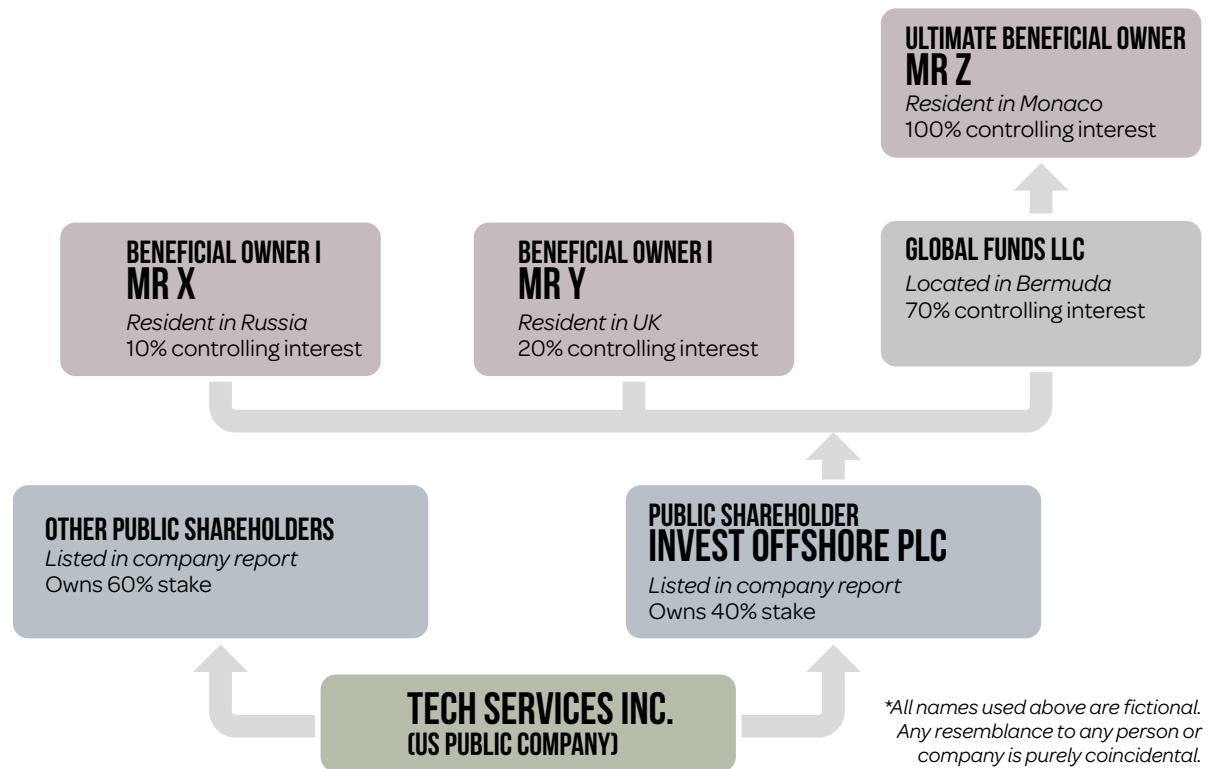 ULTIMATE BENEFICIAL OWNER
MR Z
Resident in Monaco
100% controlling interest
BENEFICIAL OWNER I
MR X
Resident in Russia
10% controlling interest
BENEFICIAL OWNER I
MR Y
Resident in UK
20% controlling interest
GLOBAL FUNDS LLC
Located in Bermuda
70% controlling interest
OTHER PUBLIC SHAREHOLDERS
Listed in company report
Owns 60% stake
PUBLIC SHAREHOLDER
INVEST OFFSHORE PLC
Listed in company report
Owns 40% stake
TECH SERVICES INC.
(US PUBLIC COMPANY)
*All names used above are fictional.
Any resemblance to any person or
company is purely coincidental.